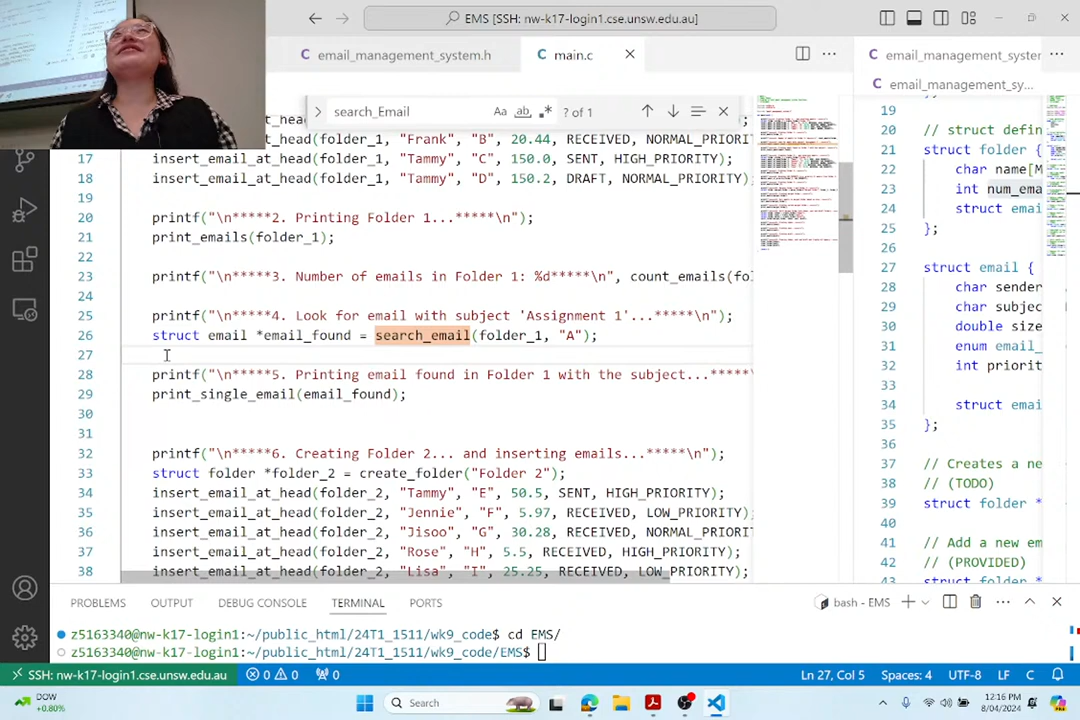 EMS [SSH: nw-k17-login1.cse.unsw.edu.au]
email_management_system.h
main.c
email_management_system
email_management_sy...
search_Email
Aa
ab
? of 1
17 insert_email_at_head(folder_1, "Frank", "B", 20.44, RECEIVED, NORMAL_PRIORIT
insert_email_at_head(folder_1, "Tammy", "C", 150.0, SENT, HIGH_PRIORITY);
18 insert_email_at_head(folder_1, "Tammy", "D", 150.2, DRAFT, NORMAL_PRIORITY);
19
20 printf("\n*****2. Printing Folder 1...*****\n");
21 print_emails(folder_1);
22
23 printf("\n*****3. Number of emails in Folder 1: %d*****\n", count_emails(fol
24
25 printf("\n*****4. Look for email with subject 'Assignment 1'...*****\n");
26 struct email *email_found = search_email(folder_1, "A");
27
28 printf("\n*****5. Printing email found in Folder 1 with the subject...*****\
29 print_single_email(email_found);
30
31
32 printf("\n*****6. Creating Folder 2... and inserting emails...*****\n");
33 struct folder *folder_2 = create_folder("Folder 2");
34 insert_email_at_head(folder_2, "Tammy", "E", 50.5, SENT, HIGH_PRIORITY);
35 insert_email_at_head(folder_2, "Jennie", "F", 5.97, RECEIVED, LOW_PRIORITY);
36 insert_email_at_head(folder_2, "Jisoo", "G", 30.28, RECEIVED, NORMAL_PRIORIT
37 insert_email_at_head(folder_2, "Rose", "H", 5.5, RECEIVED, HIGH_PRIORITY);
38 insert_email_at_head(folder_2, "Lisa", "I", 25.25, RECEIVED, LOW_PRIORITY);
19
20 // struct defin
21 struct folder {
22 char name[M
23 int num_ema
24 struct emai
25 };
26
27 struct email {
28 char sender
29 char subjec
30 double size
31 enum email_
32 int priorit
33
34 struct emai
35 };
36
37 // Creates a ne
38 // (TODO)
39 struct folder *
40
41 // Add a new em
42 // (PROVIDED)
43 struct folder *
PROBLEMS OUTPUT DEBUG CONSOLE TERMINAL PORTS
bash - EMS
z5163340@nw-k17-login1:~/public_html/24T1_1511/wk9_code$ cd EMS/
z5163340@nw-k17-login1:~/public_html/24T1_1511/wk9_code/EMS$
SSH: nw-k17-login1.cse.unsw.edu.au 0 0 0
Ln 27, Col 5 Spaces: 4 UTF-8 LF C
DOW
+0.80%
Search
12:16 PM
8/04/2024